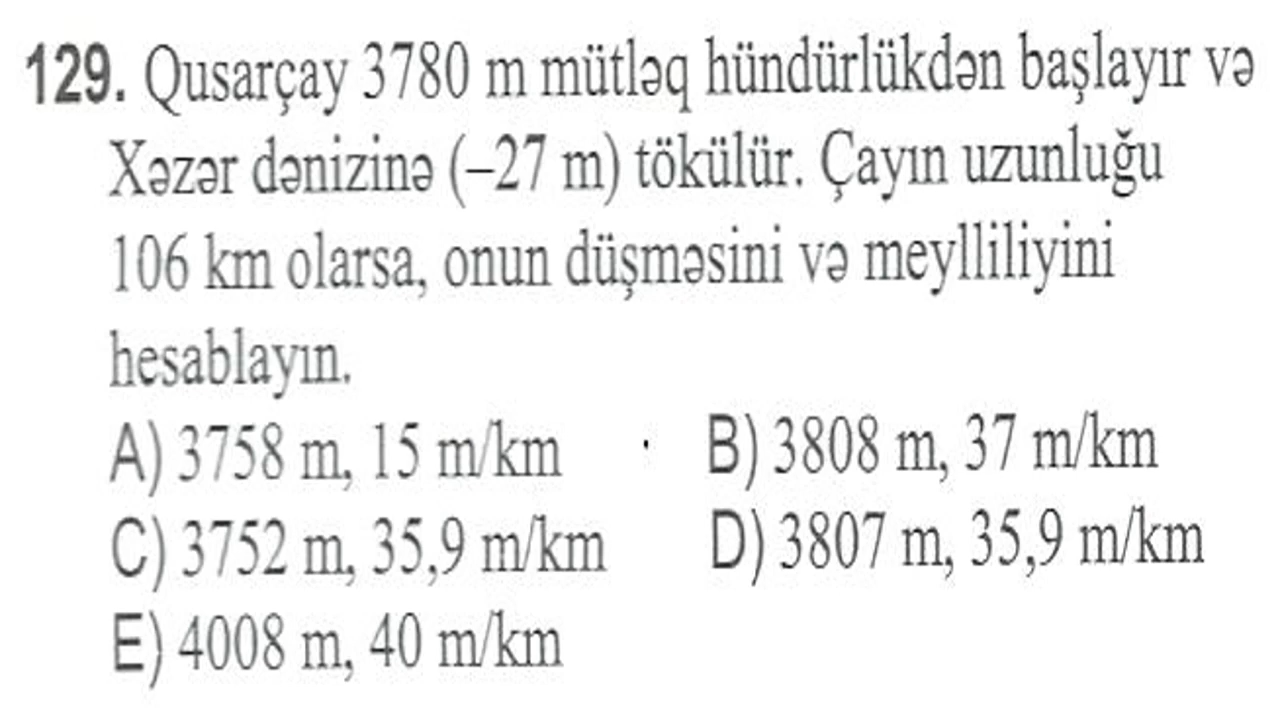 129. Qusarçay 3780 m mütləq hündürlükdən başlayır və
Xəzər dənizinə (–27 m) tökülür. Çayın uzunluğu
106 km olarsa, onun düşməsini və meylliliyini
hesablayın.
A) 3758 m, 15 m/km B) 3808 m, 37 m/km
C) 3752 m, 35,9 m/km D) 3807 m, 35,9 m/km
E) 4008 m, 40 m/km